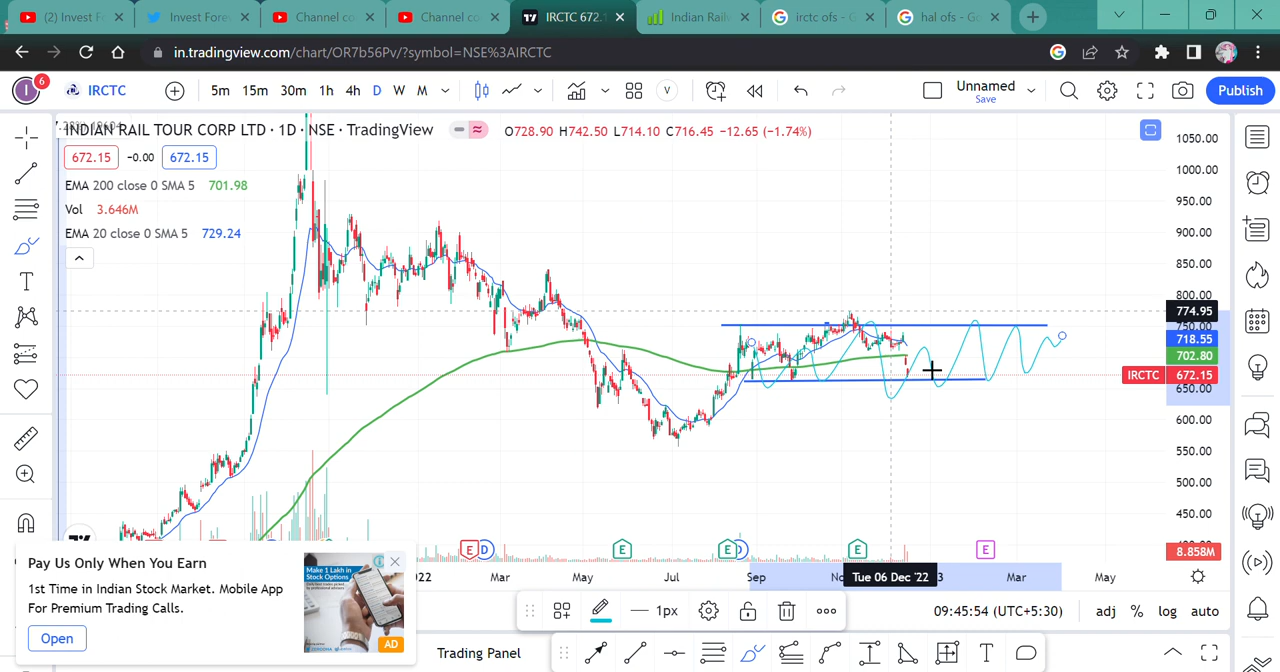 (2) Invest F
Invest Fore
Channel co
Channel co
IRCTC 672.1
Indian Railw
irctc ofs - G
hal ofs - Go
in.tradingview.com/chart/OR7b56Pv/?symbol=NSE%3AIRCTC
I 6 IRCTC 5m 15m 30m 1h 4h D W M V Unnamed Save Publish
INDIAN RAIL TOUR CORP LTD · 1D · NSE · TradingView O728.90 H742.50 L714.10 C716.45 −12.65 (−1.74%)
672.15 -0.00 672.15
EMA 200 close 0 SMA 5 701.98
Vol 3.646M
EMA 20 close 0 SMA 5 729.24
1050.00
1000.00
950.00
900.00
850.00
800.00
774.95
750.00
718.55
702.80
IRCTC 672.15
650.00
600.00
550.00
500.00
450.00
8.858M
E D E E D E E
2022 Mar May Jul Sep Tue 06 Dec '22 Mar May
Pay Us Only When You Earn
1st Time in Indian Stock Market. Mobile App
For Premium Trading Calls.
Open
Make 1 Lakh in
Stock Options
AD
1px
09:45:54 (UTC+5:30) adj % log auto
Trading Panel
T